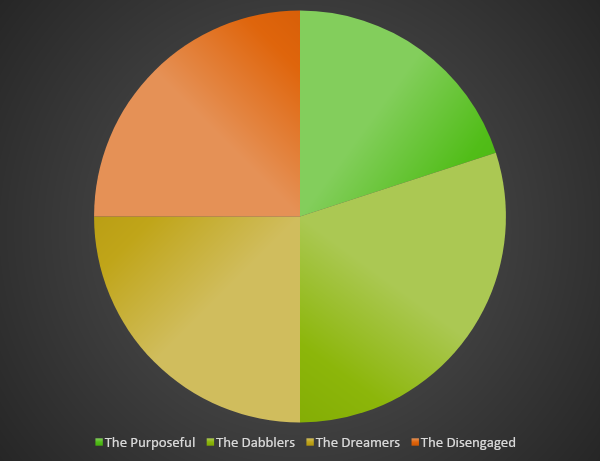 The Purposeful The Dabblers The Dreamers The Disengaged